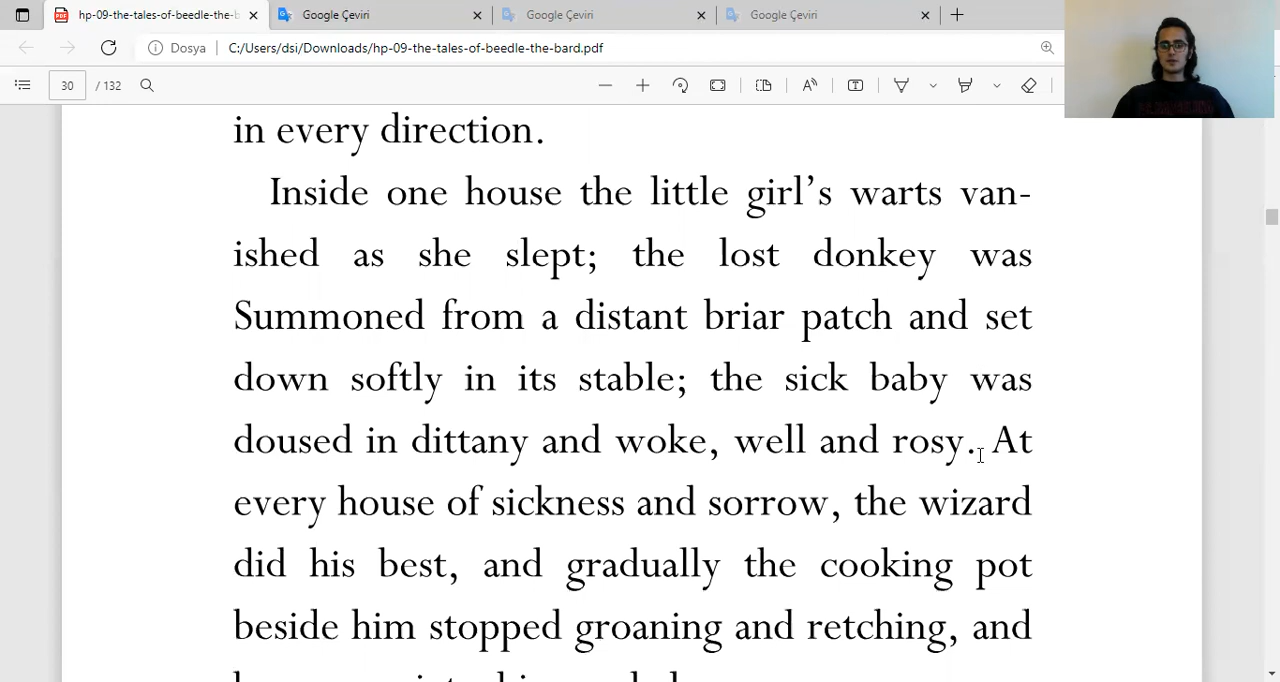 hp-09-the-tales-of-beedle-the-b
Google Çeviri
Google Çeviri
Google Çeviri
Dosya
C:/Users/dsi/Downloads/hp-09-the-tales-of-beedle-the-bard.pdf
30 / 132
in every direction.
Inside one house the little girl’s warts van-
ished as she slept; the lost donkey was
Summoned from a distant briar patch and set
down softly in its stable; the sick baby was
doused in dittany and woke, well and rosy. At
every house of sickness and sorrow, the wizard
did his best, and gradually the cooking pot
beside him stopped groaning and retching, and